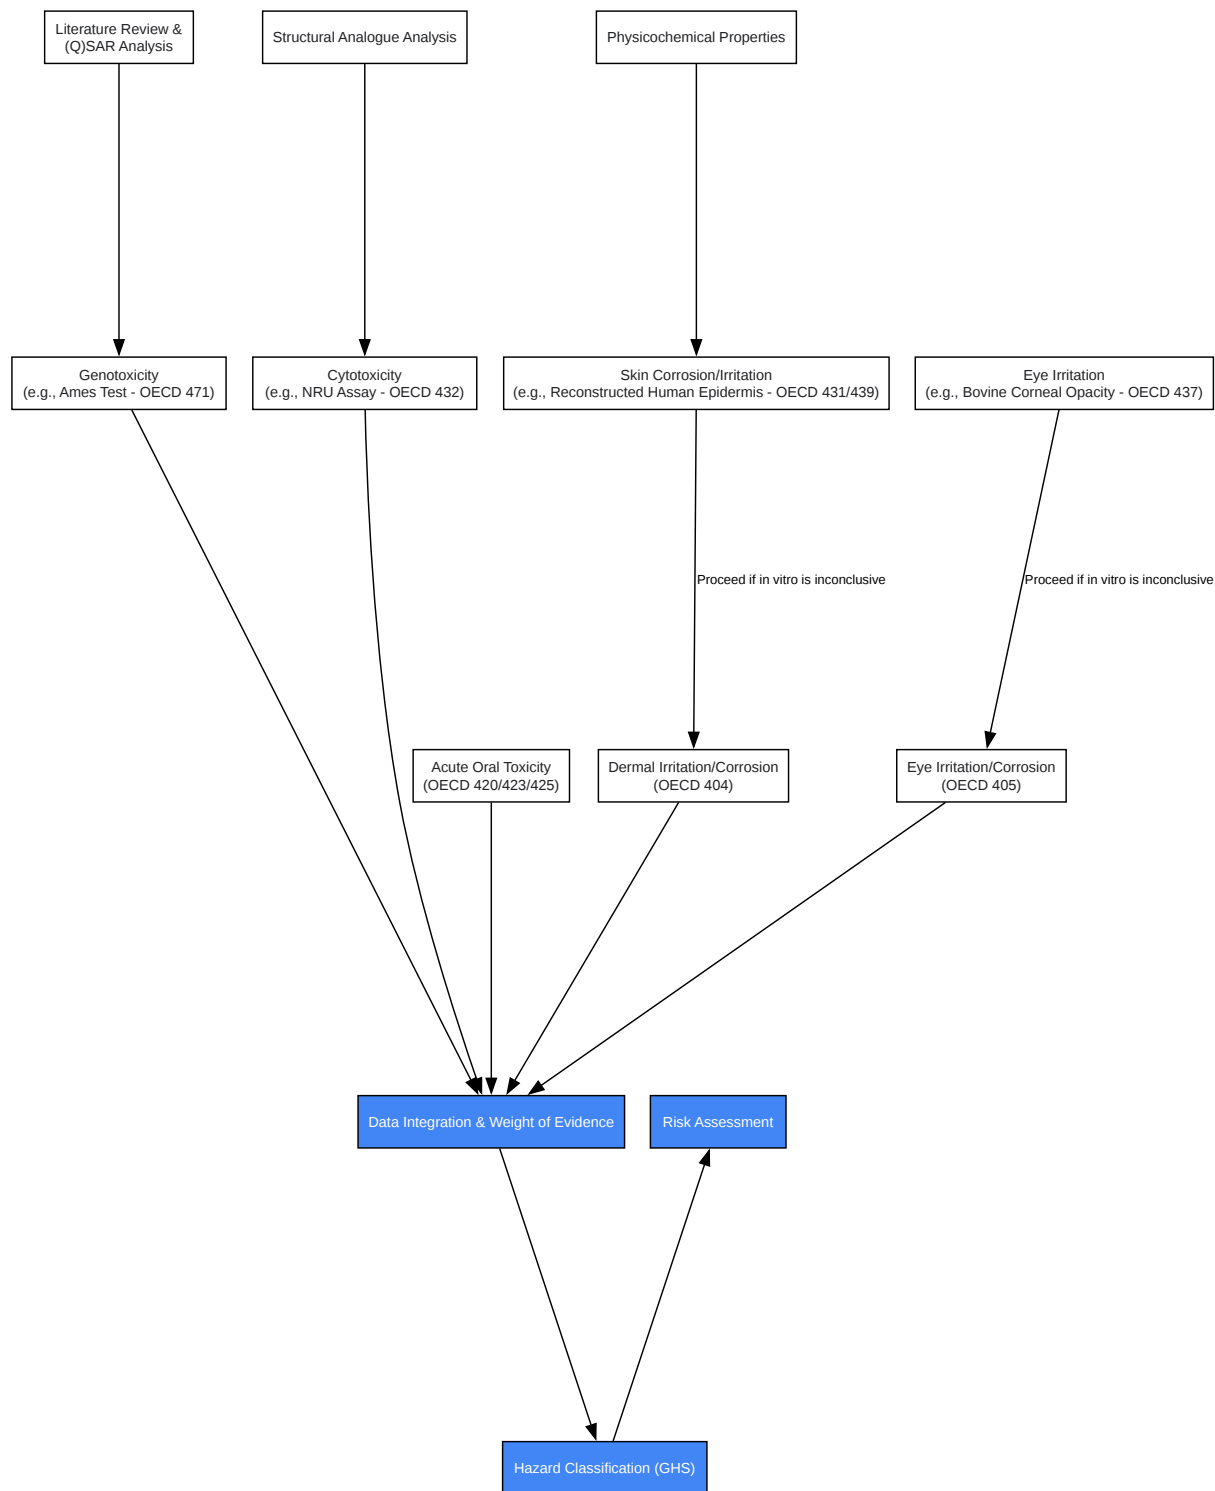 Literature Review &
(Q)SAR Analysis
Structural Analogue Analysis
Physicochemical Properties
Genotoxicity
(e.g., Ames Test - OECD 471)
Cytotoxicity
(e.g., NRU Assay - OECD 432)
Skin Corrosion/Irritation
(e.g., Reconstructed Human Epidermis - OECD 431/439)
Eye Irritation
(e.g., Bovine Corneal Opacity - OECD 437)
Proceed if in vitro is inconclusive
Proceed if in vitro is inconclusive
Acute Oral Toxicity
(OECD 420/423/425)
Dermal Irritation/Corrosion
(OECD 404)
Eye Irritation/Corrosion
(OECD 405)
Data Integration & Weight of Evidence
Risk Assessment
Hazard Classification (GHS)